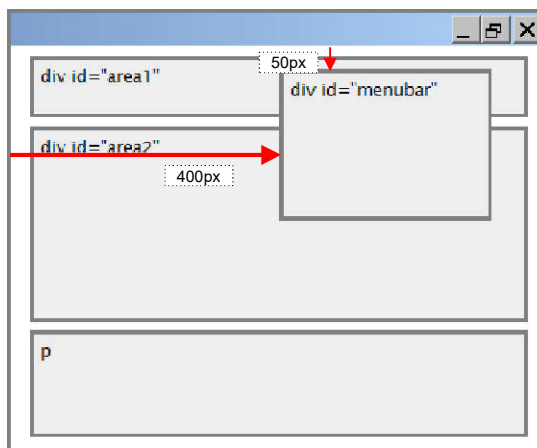 50px
div id="area1"
div id="menubar"
div id="area2"
400px
p